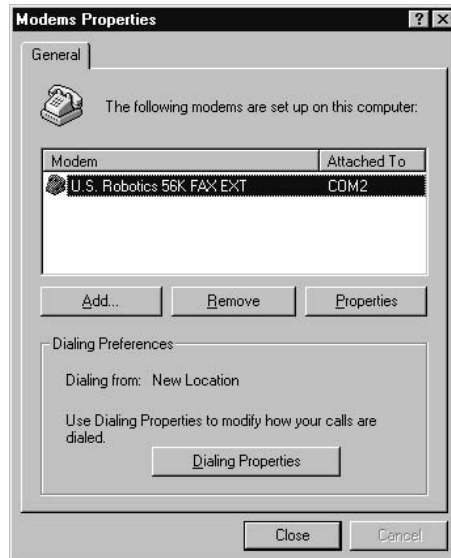 Modems Properties
General
The following modems are set up on this computer:
Modem Attached To
U.S. Robotics 56K FAX EXT COM2
Add... Remove Properties
Dialing Preferences
Dialing from: New Location
Use Dialing Properties to modify how your calls are
dialed.
Dialing Properties
Close Cancel